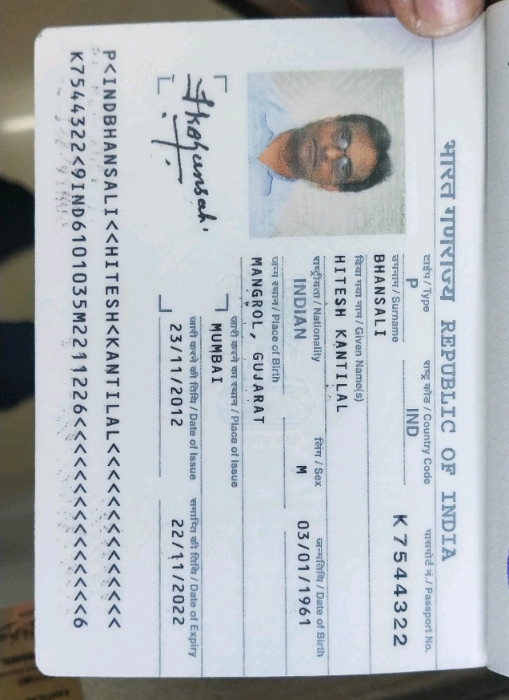 भारत गणराज्य REPUBLIC OF INDIA
टाईप / Type राष्ट्र कोड / Country Code पासपोर्ट नं. / Passport No.
P IND K 7544322
उपनाम / Surname
BHANSALI
दिया गया नाम / Given Name(s)
HITESH KANTILAL
राष्ट्रीयता / Nationality लिंग / Sex जन्मतिथि / Date of Birth
INDIAN M 03/01/1961
जन्म स्थान / Place of Birth
MANGROL, GUJARAT
जारी करने का स्थान / Place of Issue
MUMBAI
जारी करने की तिथि / Date of Issue समाप्ति की तिथि / Date of Expiry
23/11/2012 22/11/2022
P<INDBHANSALI<<HITESH<KANTILAL<<<<<<<<<<<<<<
K7544322<9IND6101035M2211226<<<<<<<<<<<<<<<6